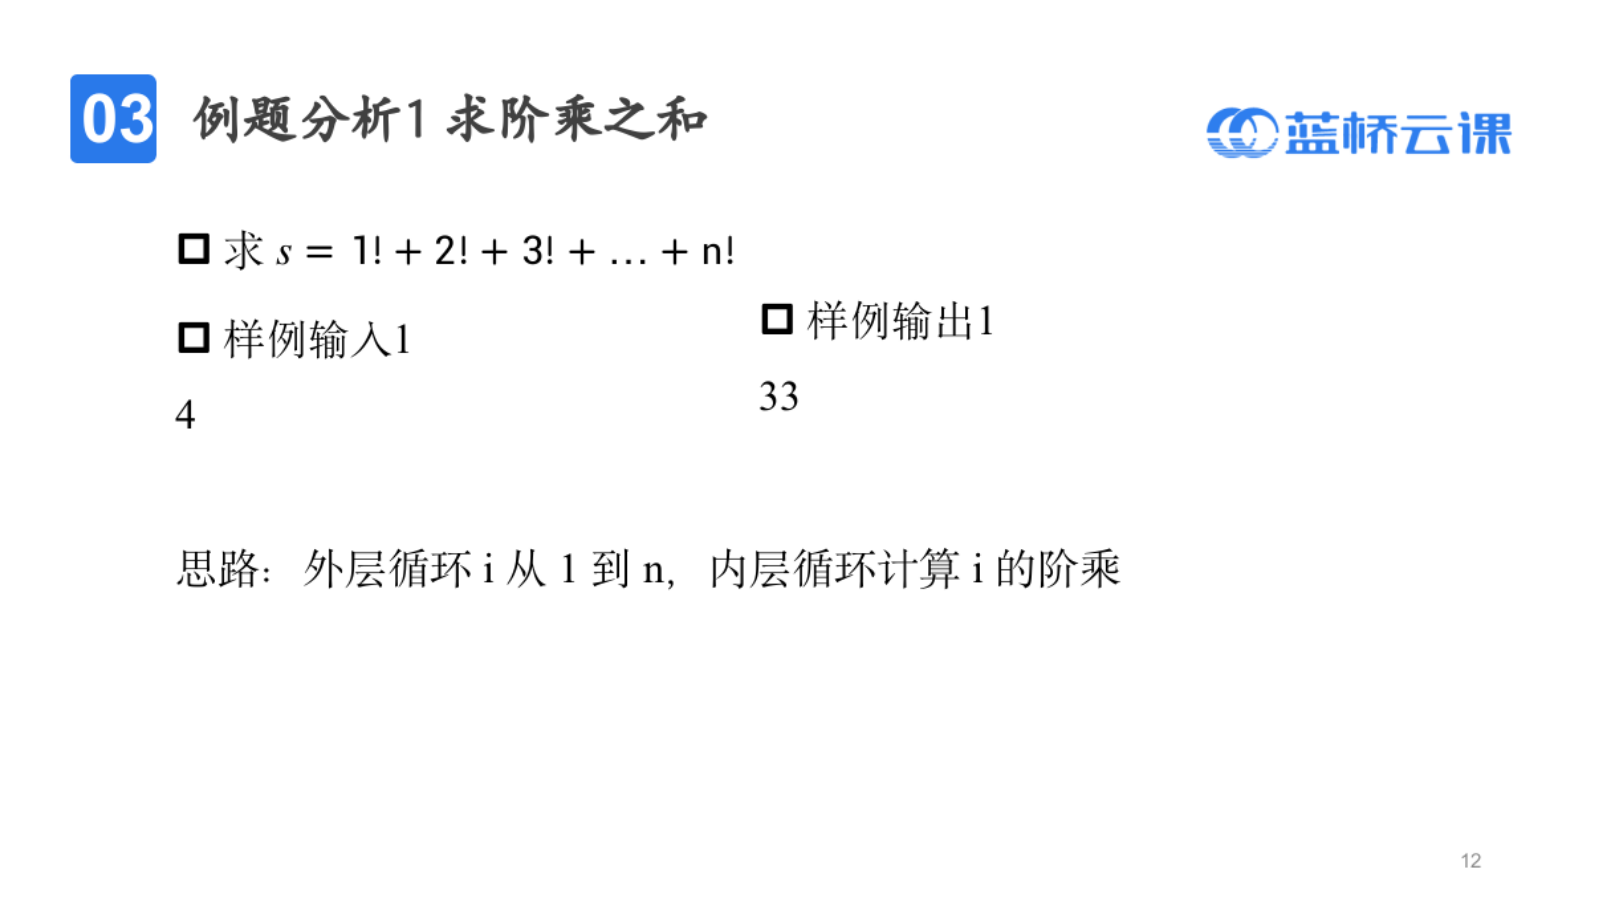 03 例题分析1 求阶乘之和
蓝桥云课
求 s = 1! + 2! + 3! + … + n!
样例输入1
4
样例输出1
33
思路： 外层循环 i 从 1 到 n， 内层循环计算 i 的阶乘
12